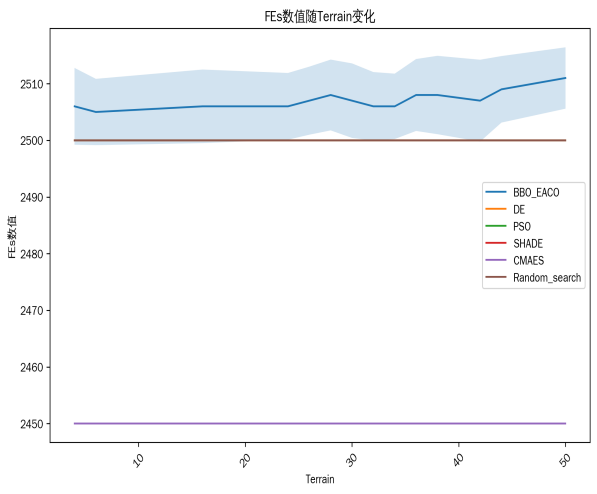 FEs数值随Terrain变化
2510
2500
2490
2480
2470
2460
2450
FEs数值
BBO_EACO
DE
PSO
SHADE
CMAES
Random_search
10
20
30
40
50
Terrain